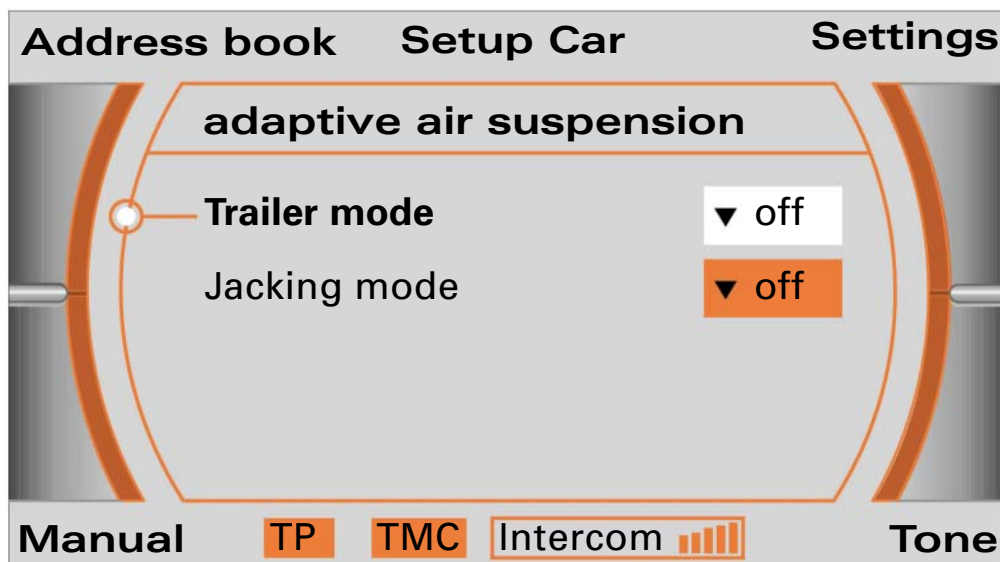 Address book Setup Car Settings
adaptive air suspension
Trailer mode ▼ off
Jacking mode ▼ off
Manual TP TMC Intercom Tone